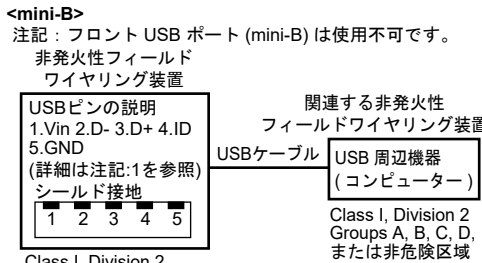 <mini-B>
注記：フロント USB ポート (mini-B) は使用不可です。
非発火性フィールド
ワイヤリング装置
USBピンの説明
1.Vin 2.D- 3.D+ 4.ID
5.GND
(詳細は注記:1を参照)
シールド接地
1 2 3 4 5
Class I, Division 2
USBケーブル
関連する非発火性
フィールドワイヤリング装置
USB 周辺機器
( コンピューター )
Class I, Division 2
Groups A, B, C, D,
または非危険区域